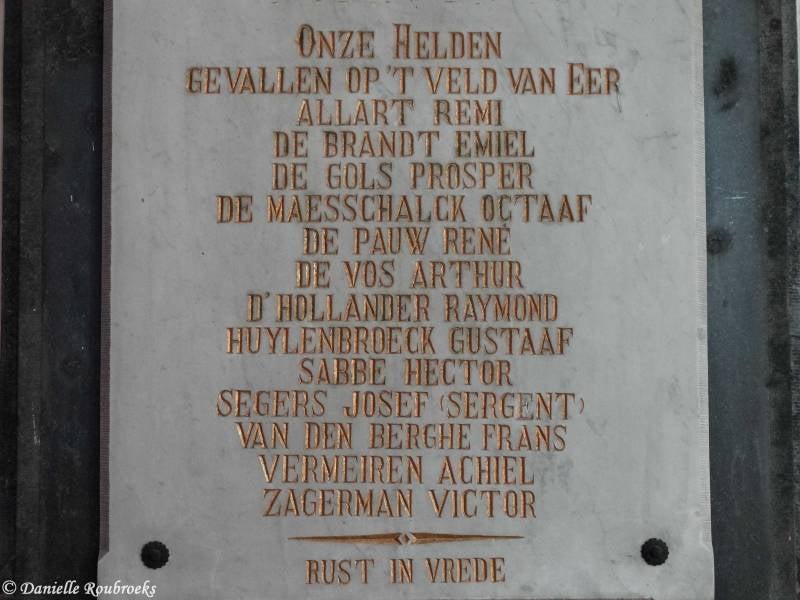 ONZE HELDEN
GEVALLEN OP 'T VELD VAN EER
ALLART REMI
DE BRANDT EMIEL
DE GOLS PROSPER
DE MAESSCHALCK OCTAAF
DE PAUW RENÉ
DE VOS ARTHUR
D'HOLLANDER RAYMOND
HUYLENBROECK GUSTAAF
SABBE HECTOR
SEGERS JOSEF (SERGENT)
VAN DEN BERGHE FRANS
VERMEIREN ACHIEL
ZAGERMAN VICTOR
RUST IN VREDE
© Danielle Roubroeks